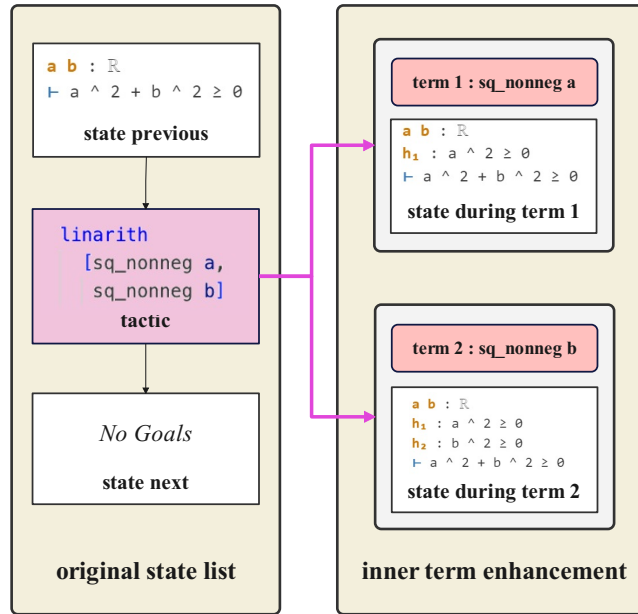 a b : ℝ
⊢ a ^ 2 + b ^ 2 ≥ 0
state previous
linarith
[sq_nonneg a,
sq_nonneg b]
tactic
No Goals
state next
original state list
term 1 : sq_nonneg a
a b : ℝ
h₁ : a ^ 2 ≥ 0
⊢ a ^ 2 + b ^ 2 ≥ 0
state during term 1
term 2 : sq_nonneg b
a b : ℝ
h₁ : a ^ 2 ≥ 0
h₂ : b ^ 2 ≥ 0
⊢ a ^ 2 + b ^ 2 ≥ 0
state during term 2
inner term enhancement